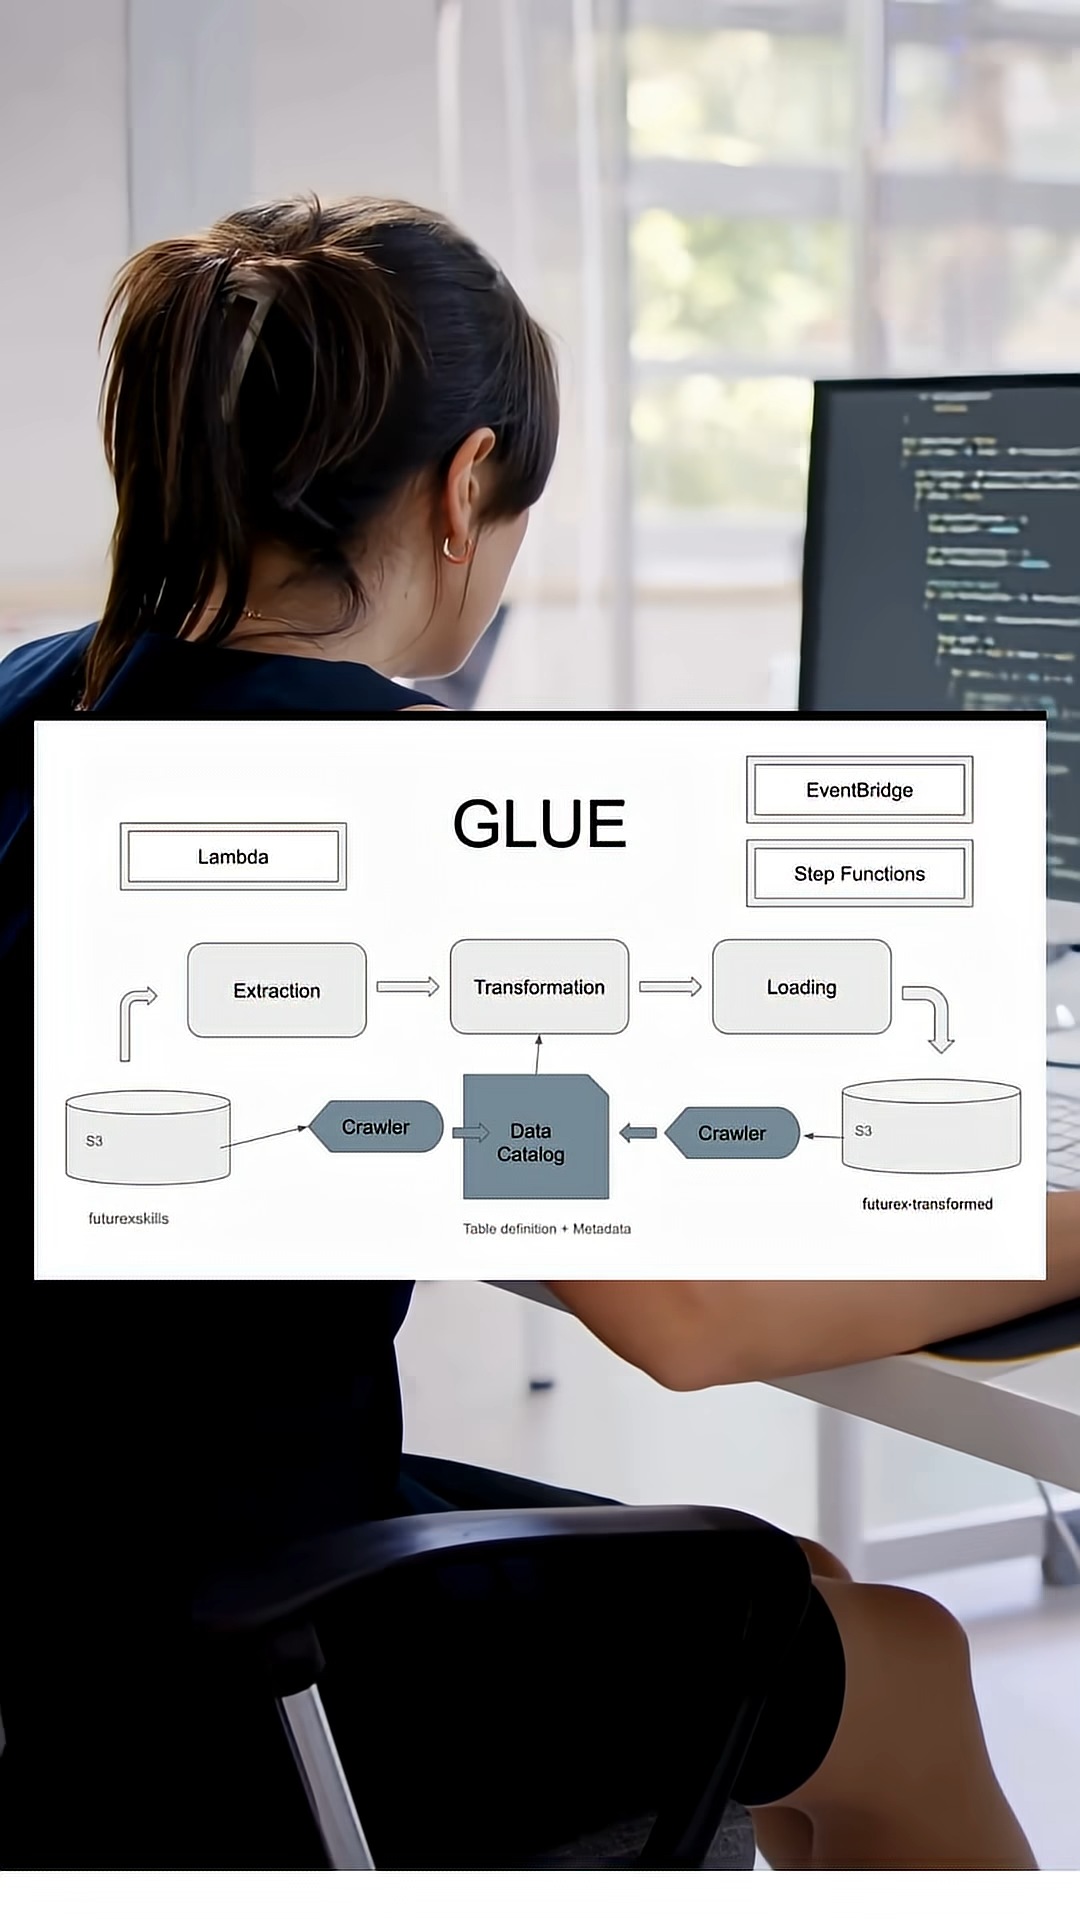 GLUE
Lambda
EventBridge
Step Functions
Extraction
Transformation
Loading
S3
Crawler
Data
Catalog
Crawler
S3
futurexskills
Table definition + Metadata
futurex-transformed